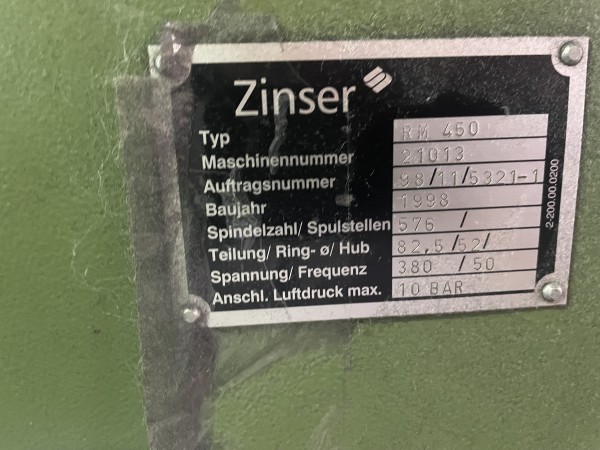 Zinser
Typ RM 450
Maschinennummer 21013
Auftragsnummer 98/11/5321-1
Baujahr 1998
Spindelzahl/ Spulstellen 576 /
Teilung/ Ring- ø/ Hub 82,5/52/
Spannung/ Frequenz 380 / 50
Anschl. Luftdruck max. 10 BAR
2-200.00.0200